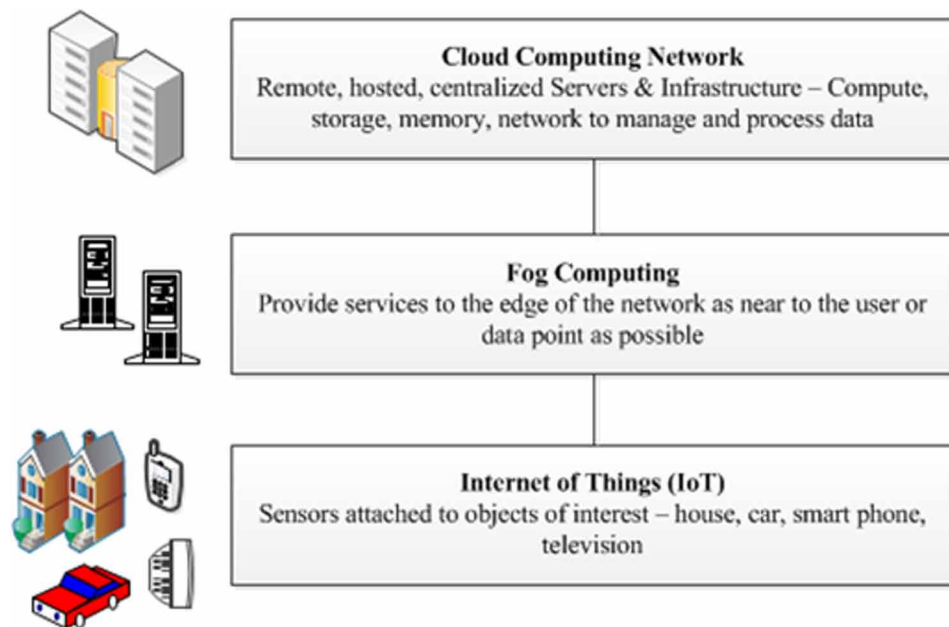 Cloud Computing Network
Remote, hosted, centralized Servers & Infrastructure – Compute,
storage, memory, network to manage and process data
Fog Computing
Provide services to the edge of the network as near to the user or
data point as possible
Internet of Things (IoT)
Sensors attached to objects of interest – house, car, smart phone,
television